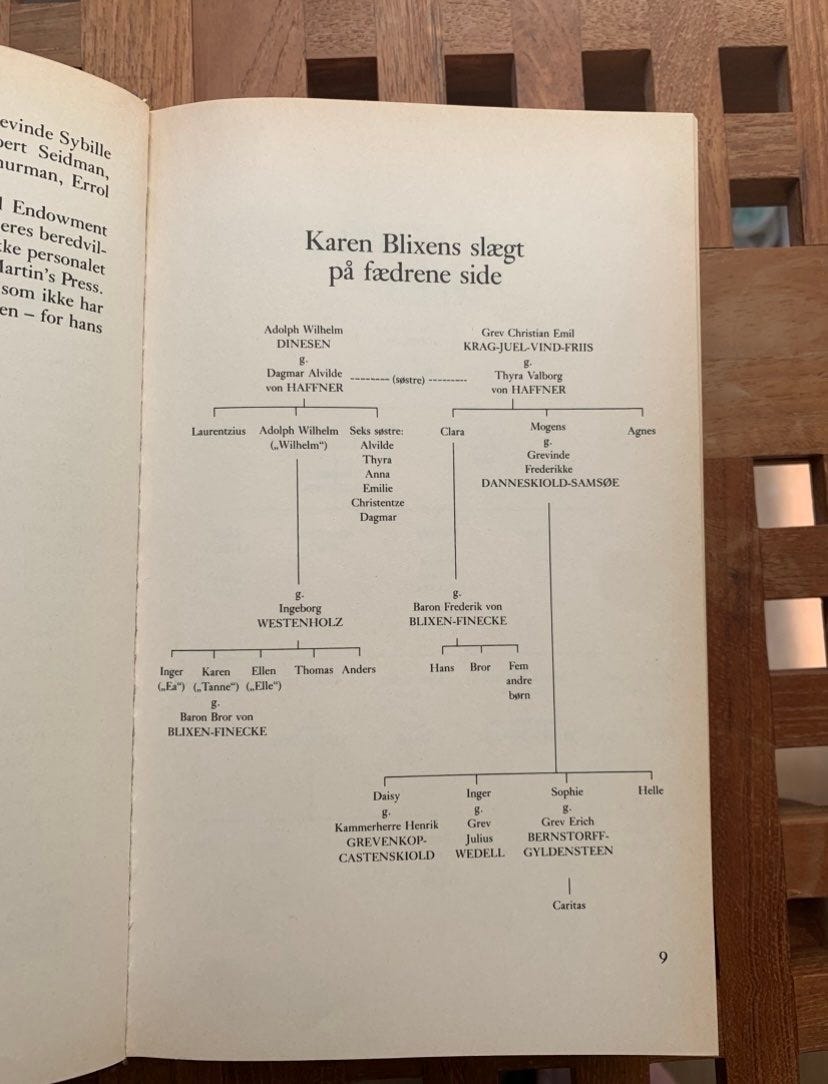 evinde Sybille
bert Seidman,
hurman, Errol
l Endowment
eres beredvil-
ke personalet
Martin's Press.
som ikke har
en – for hans
Karen Blixens slægt
på fædrene side
Adolph Wilhelm
DINESEN
g.
Dagmar Alvilde
von HAFFNER
(søstre)
Grev Christian Emil
KRAG-JUEL-VIND-FRIIS
g.
Thyra Valborg
von HAFFNER
Laurentzius
Adolph Wilhelm
(„Wilhelm“)
Seks søstre:
Alvilde
Thyra
Anna
Emilie
Christentze
Dagmar
Clara
Mogens
g.
Grevinde
Frederikke
DANNESKIOLD-SAMSØE
Agnes
g.
Ingeborg
WESTENHOLZ
g.
Baron Frederik von
BLIXEN-FINECKE
Inger
(„Ea“)
Karen
(„Tanne“)
g.
Baron Bror von
BLIXEN-FINECKE
Ellen
(„Elle“)
Thomas
Anders
Hans
Bror
Fem
andre
børn
Daisy
g.
Kammerherre Henrik
GREVENKOP-
CASTENSKIOLD
Inger
g.
Grev
Julius
WEDELL
Sophie
g.
Grev Erich
BERNSTORFF-
GYLDENSTEEN
Helle
Caritas
9